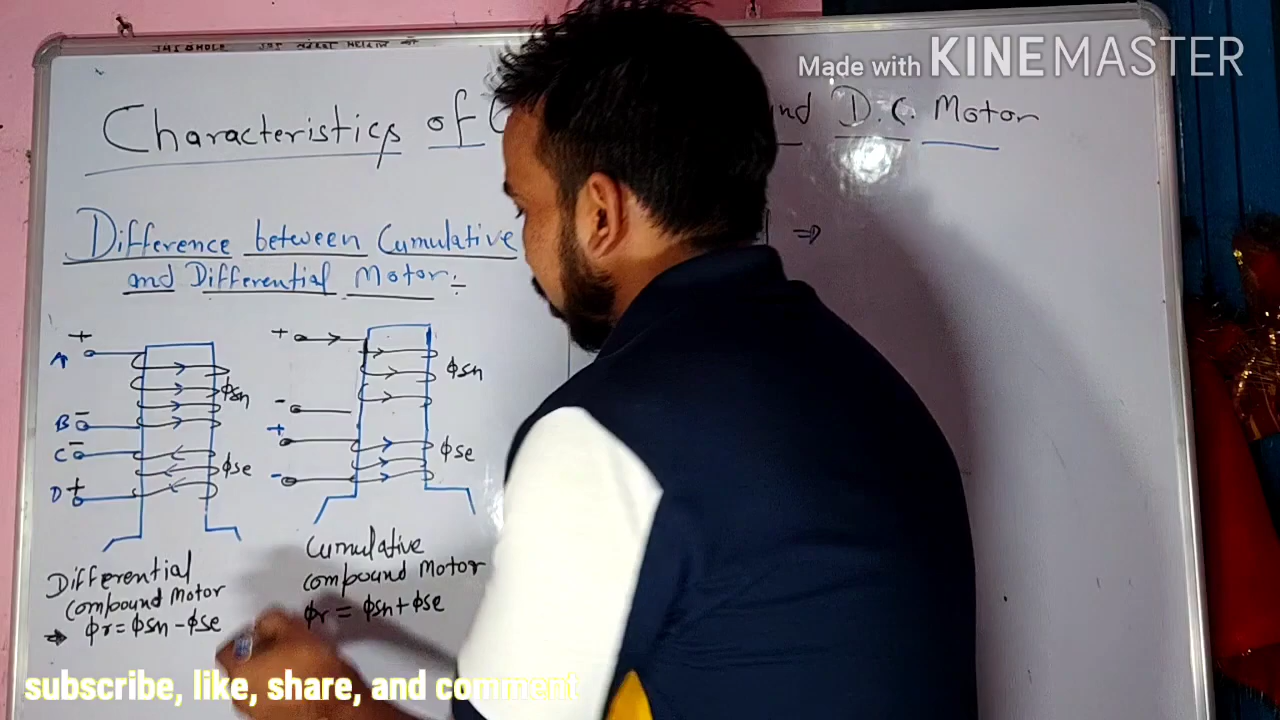 Made with KINEMASTER
Characteristics of C nd D.C. Motor
Difference between Cumulative
and Differential Motor :-
⇒
+
A
ϕsh
B -
C -
ϕse
D +
+
ϕsh
-
+
ϕse
-
Differential
Compound Motor
⇒ ϕr = ϕsh - ϕse
Cumulative
Compound Motor
ϕr = ϕsh + ϕse
subscribe, like, share, and comment